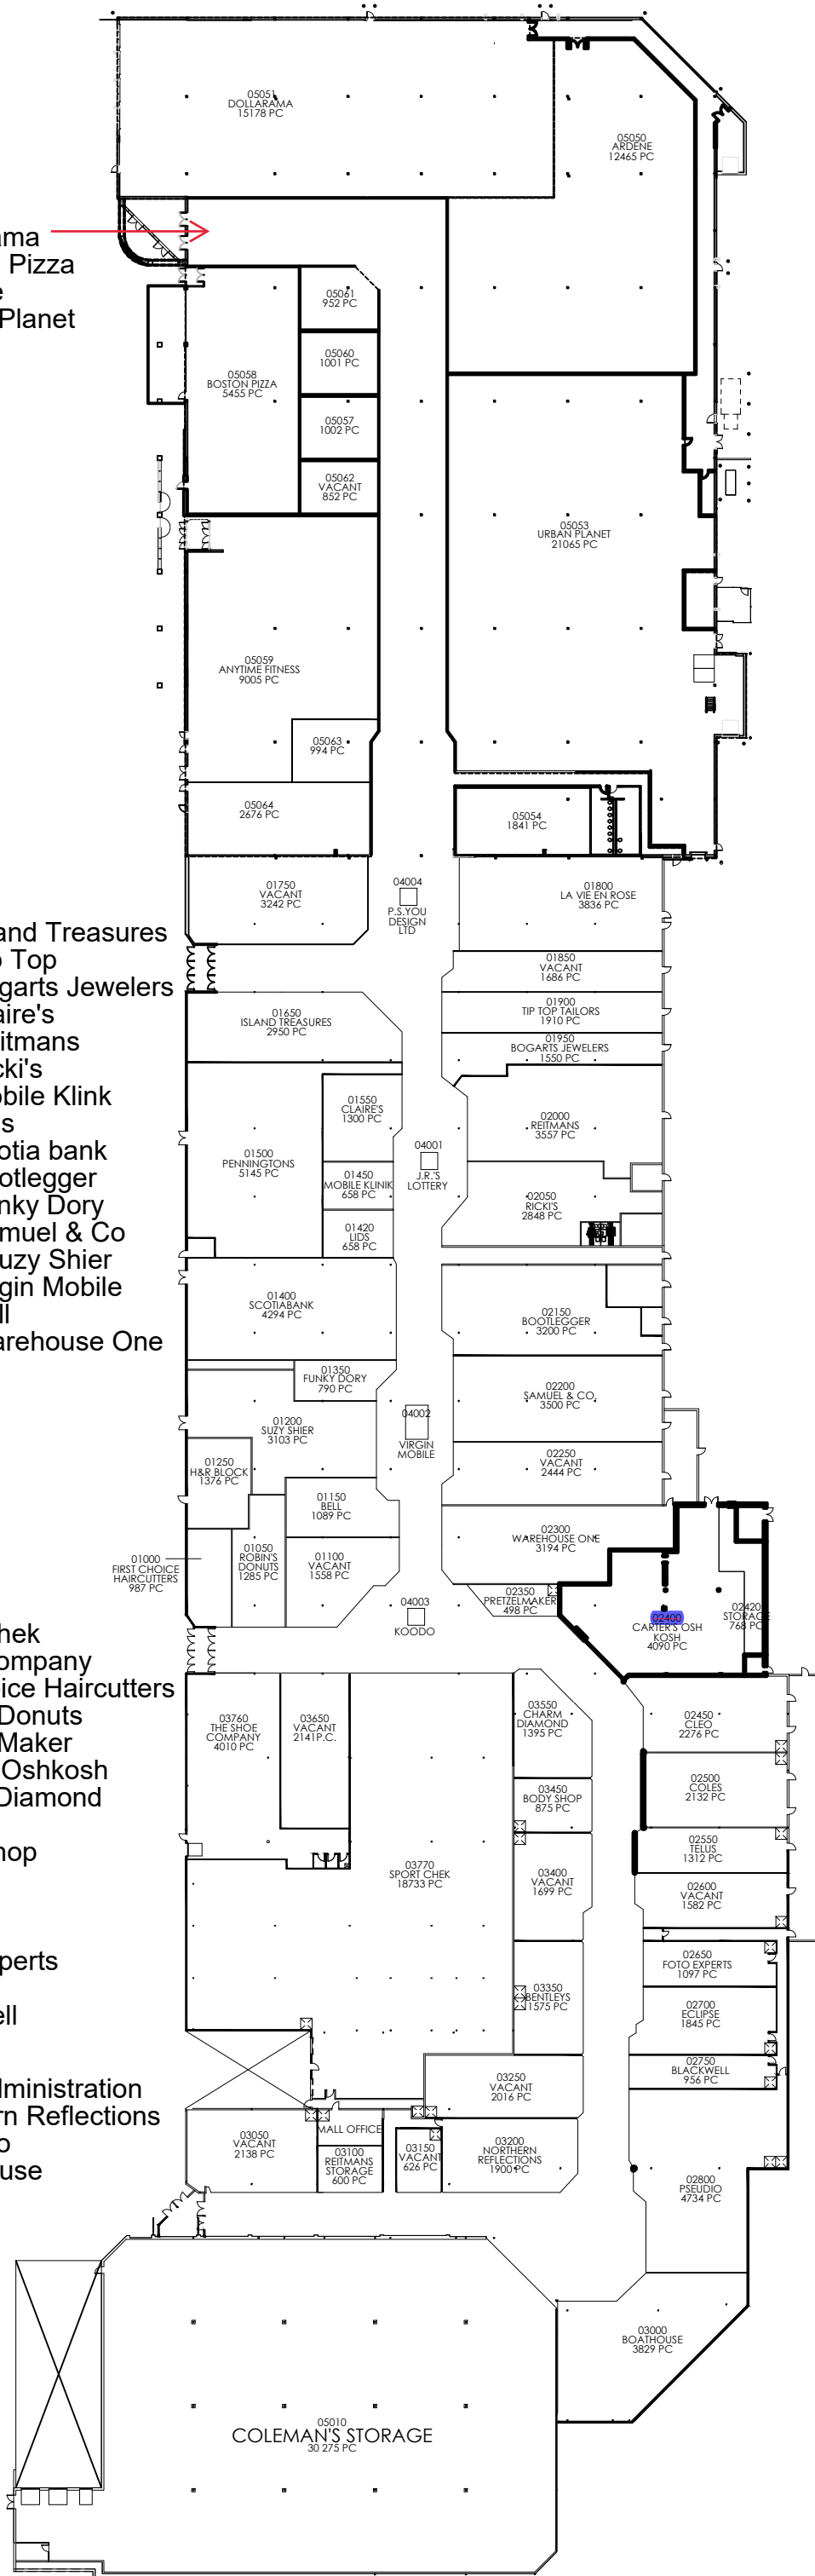 05051
DOLLARAMA
15178 PC
05050
ARDENE
12465 PC
ama
Pizza
e
Planet
05061
952 PC
05060
1001 PC
05058
BOSTON PIZZA
5455 PC
05057
1002 PC
05062
VACANT
852 PC
05053
URBAN PLANET
21065 PC
05059
ANYTIME FITNESS
9005 PC
05063
994 PC
05064
2676 PC
05054
1841 PC
01750
VACANT
3242 PC
04004
P.S.YOU
DESIGN
LTD
01800
LA VIE EN ROSE
3836 PC
and Treasures
o Top
garts Jewelers
aire's
itmans
cki's
obile Klink
s
otia bank
otlegger
nky Dory
muel & Co
uzy Shier
gin Mobile
ll
arehouse One
01850
VACANT
1686 PC
01650
ISLAND TREASURES
2950 PC
01900
TIP TOP TAILORS
1910 PC
01950
BOGARTS JEWELERS
1550 PC
01550
CLAIRE'S
1300 PC
02000
REITMANS
3557 PC
01500
PENNINGTONS
5145 PC
04001
J.R.'S
LOTTERY
01450
MOBILE KLINIK
658 PC
02050
RICKI'S
2848 PC
01420
LIDS
658 PC
01400
SCOTIABANK
4294 PC
02150
BOOTLEGGER
3200 PC
01350
FUNKY DORY
790 PC
02200
SAMUEL & CO.
3500 PC
01200
SUZY SHIER
3103 PC
04002
VIRGIN
MOBILE
01250
H&R BLOCK
1376 PC
02250
VACANT
2444 PC
01150
BELL
1089 PC
02300
WAREHOUSE ONE
3194 PC
01000
FIRST CHOICE
HAIRCUTTERS
987 PC
01050
ROBIN'S
DONUTS
1285 PC
01100
VACANT
1558 PC
02350
PRETZELMAKER
498 PC
04003
KOODO
02400
CARTER'S OSH
KOSH
4090 PC
02420
STORAGE
768 PC
hek
ompany
ice Haircutters
Donuts
Maker
Oshkosh
Diamond
hop
perts
ell
dministration
rn Reflections
o
use
03760
THE SHOE
COMPANY
4010 PC
03650
VACANT
2141P.C.
03550
CHARM
DIAMOND
1395 PC
02450
CLEO
2276 PC
03450
BODY SHOP
875 PC
02500
COLES
2132 PC
03770
SPORT CHEK
18733 PC
03400
VACANT
1699 PC
02550
TELUS
1312 PC
02600
VACANT
1582 PC
02650
FOTO EXPERTS
1097 PC
03350
BENTLEYS
1575 PC
02700
ECLIPSE
1845 PC
02750
BLACKWELL
956 PC
03250
VACANT
2016 PC
03050
VACANT
2138 PC
MALL OFFICE
03100
REITMANS
STORAGE
600 PC
03150
VACANT
626 PC
03200
NORTHERN
REFLECTIONS
1900 PC
02800
PSEUDIO
4734 PC
03000
BOATHOUSE
3829 PC
05010
COLEMAN'S STORAGE
30 275 PC